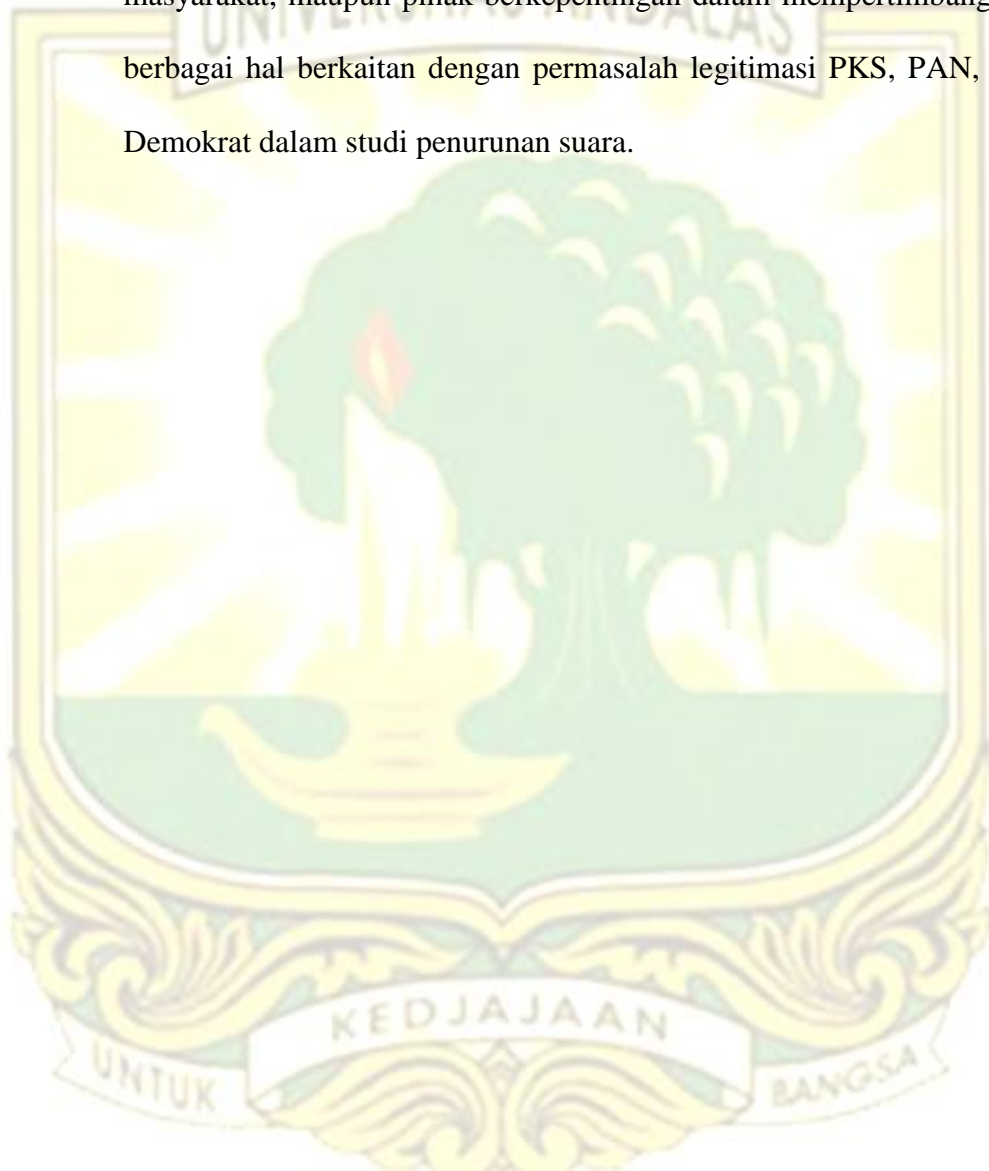 masyarakat, maupun pihak berkepentingan dalam mempertimbang
berbagai hal berkaitan dengan permasalah legitimasi PKS, PAN,
Demokrat dalam studi penurunan suara.
KEDJAJAAN
UNTUK
BANGSA